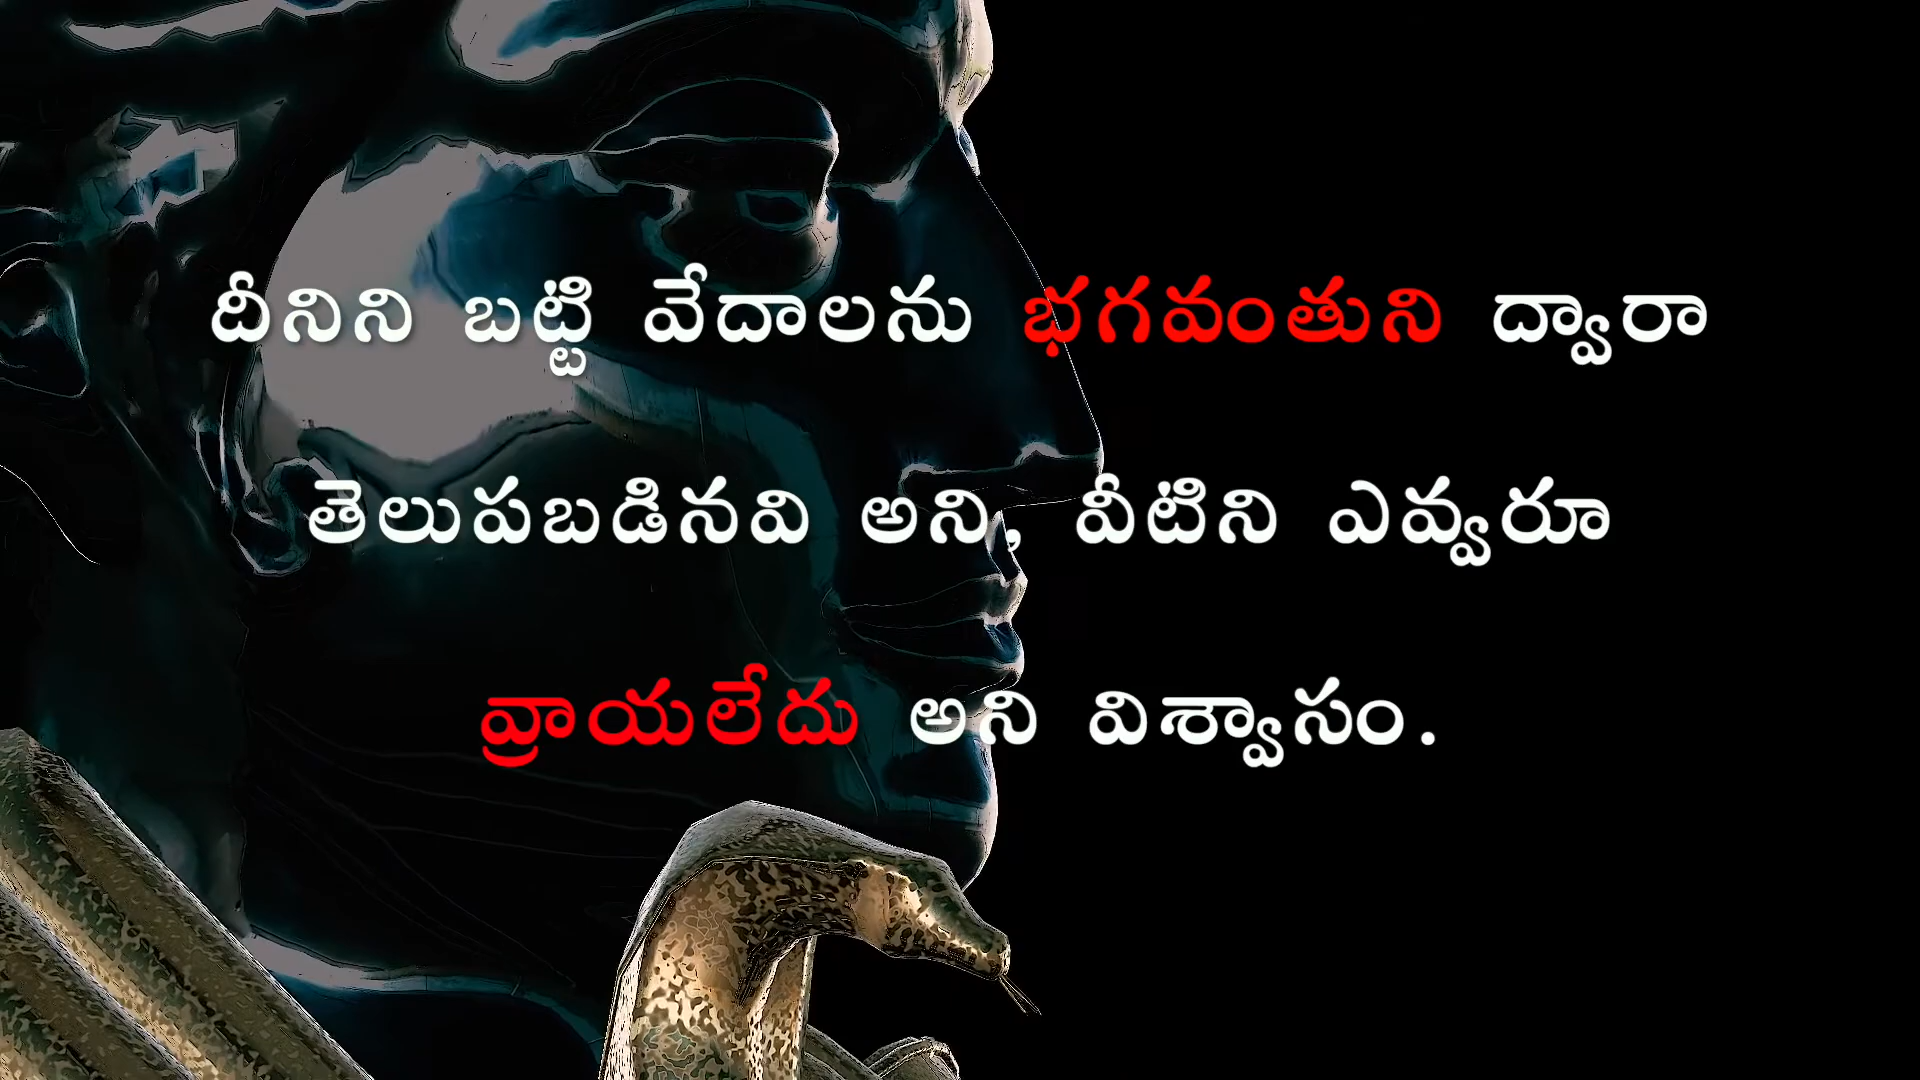 దీనిని బట్టి వేదాలను భగవంతుని ద్వారా
తెలుపబడినవి అని, వీటిని ఎవ్వరూ
వ్రాయలేదు అని విశ్వాసం.